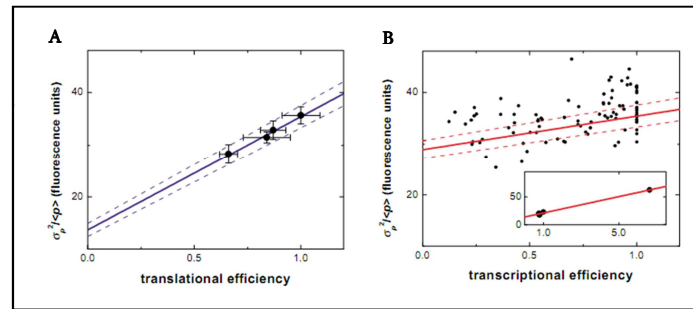 A
σp²/<p> (fluorescence units)
40
20
0.0
0.5
1.0
translational efficiency
B
σp²/<p> (fluorescence units)
40
20
0.0
0.5
1.0
transcriptional efficiency
50
0
1.0
5.0